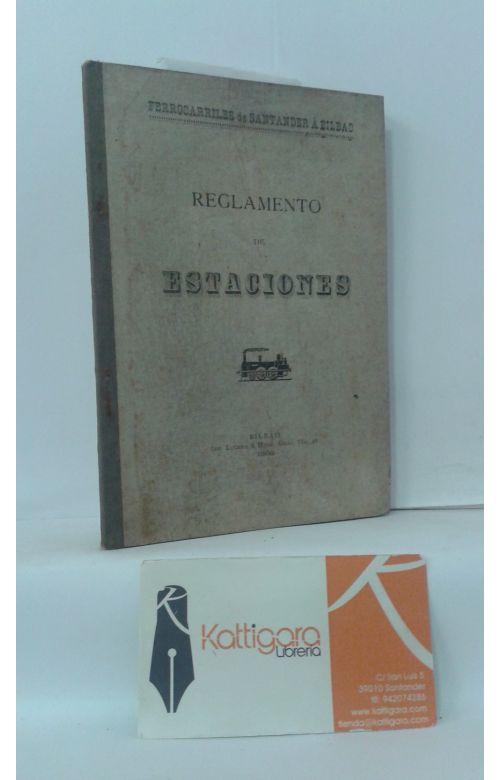 FERROCARRILES de SANTANDER Á BILBAO
REGLAMENTO
DE
ESTACIONES
BILBAO
Kattigara
Librería
C/ San Luis 5
39010 Santander
tlf: 942074286
www.kattigara.com
tienda@kattigara.com